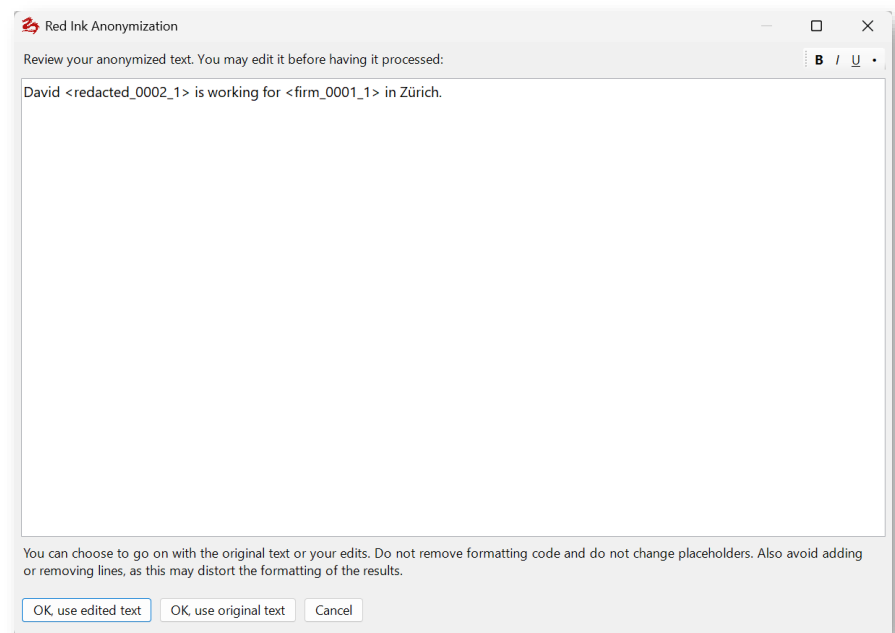 Red Ink Anonymization
Review your anonymized text. You may edit it before having it processed:
B I U •
David <redacted_0002_1> is working for <firm_0001_1> in Zürich.
You can choose to go on with the original text or your edits. Do not remove formatting code and do not change placeholders. Also avoid adding
or removing lines, as this may distort the formatting of the results.
OK, use edited text OK, use original text Cancel